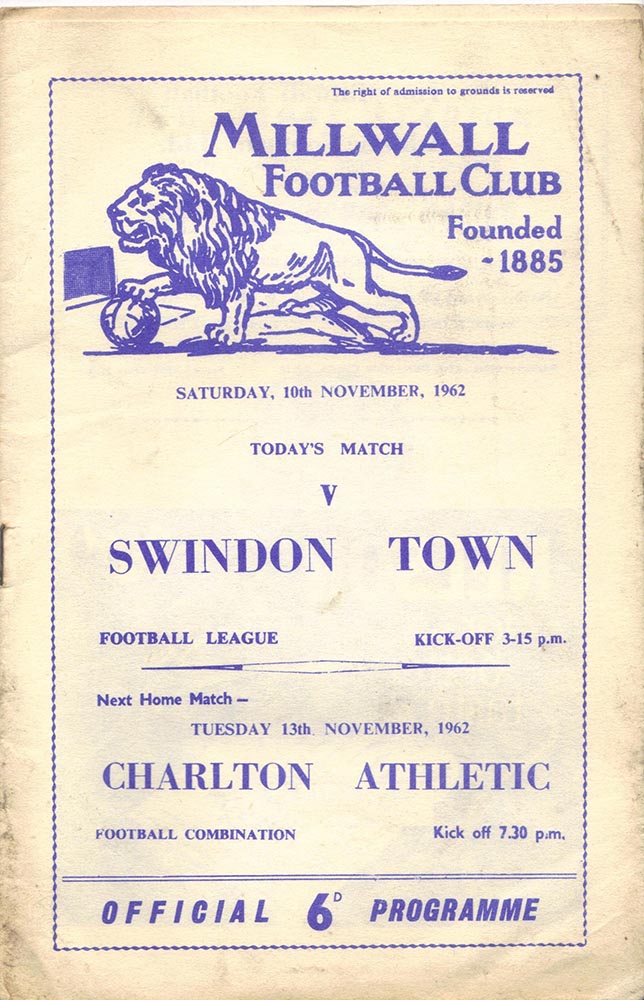 The right of admission to grounds is reserved
MILLWALL
FOOTBALL CLUB
Founded
- 1885
SATURDAY, 10th NOVEMBER, 1962
TODAY'S MATCH
V
SWINDON TOWN
FOOTBALL LEAGUE KICK-OFF 3-15 p.m.
Next Home Match —
TUESDAY 13th NOVEMBER, 1962
CHARLTON ATHLETIC
FOOTBALL COMBINATION Kick off 7.30 p.m.
OFFICIAL 6D PROGRAMME